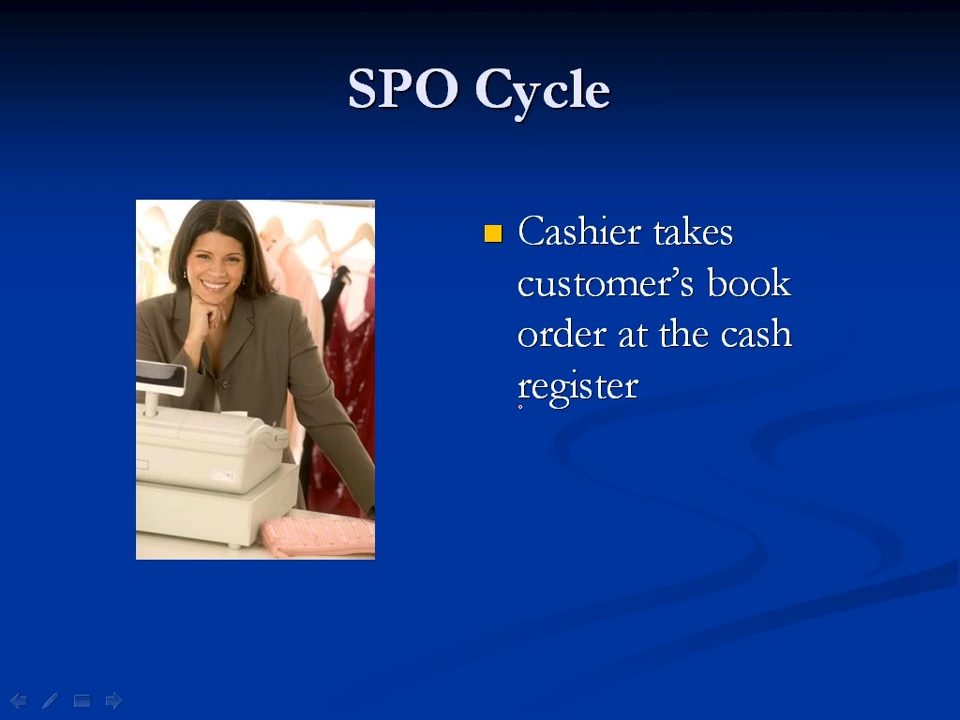 SPO Cycle
Cashier takes
customer’s book
order at the cash
register